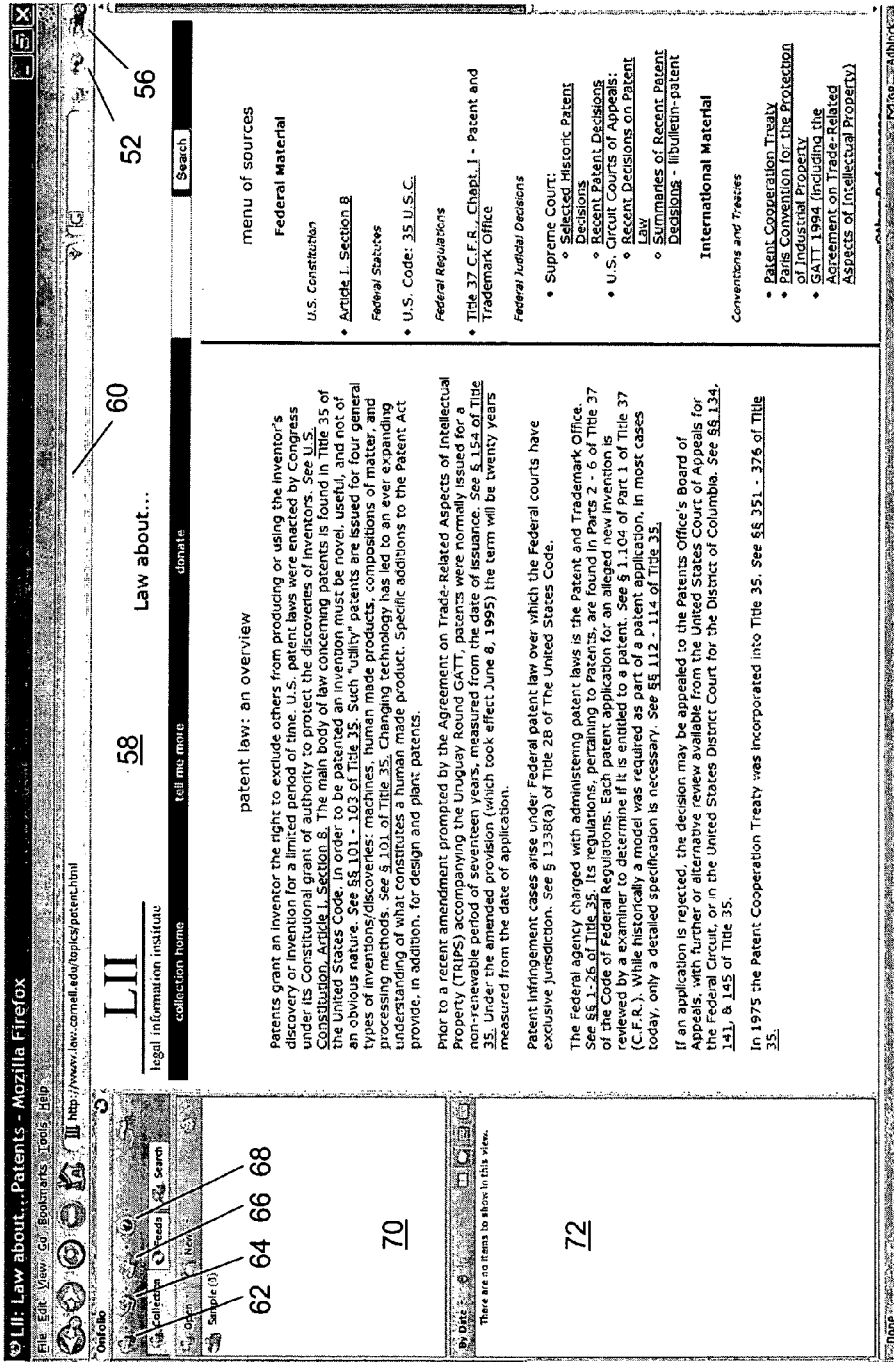 LII: Law about...Patents - Mozilla Firefox
File Edit View Go Bookmarks Tools Help
http://www.law.cornell.edu/topics/patent.html
60
52
56
Onfolio
Collection Feeds Search
Open New
Sample (0)
62 64 66 68
70
By Date
There are no items to show in this view.
72
LII
legal information institute
58
Law about...
collection home tell me more donate Search
patent law: an overview
Patents grant an inventor the right to exclude others from producing or using the inventor's
discovery or invention for a limited period of time. U.S. patent laws were enacted by Congress
under its Constitutional grant of authority to protect the discoveries of inventors. See U.S.
Constitution, Article I, Section 8. The main body of law concerning patents is found in Title 35 of
the United States Code. In order to be patented an invention must be novel, useful, and not of
an obvious nature. See §§ 101 - 103 of Title 35. Such "utility" patents are issued for four general
types of inventions/discoveries: machines, human made products, compositions of matter, and
processing methods. See § 101 of Title 35. Changing technology has led to an ever expanding
understanding of what constitutes a human made product. Specific additions to the Patent Act
provide, in addition, for design and plant patents.
Prior to a recent amendment prompted by the Agreement on Trade-Related Aspects of Intellectual
Property (TRIPS) accompanying the Uruguay Round GATT, patents were normally issued for a
non-renewable period of seventeen years, measured from the date of issuance. See § 154 of Title
35. Under the amended provision (which took effect June 8, 1995) the term will be twenty years
measured from the date of application.
Patent infringement cases arise under Federal patent law over which the Federal courts have
exclusive jurisdiction. See § 1338(a) of Title 28 of The United States Code.
The Federal agency charged with administering patent laws is the Patent and Trademark Office.
See §§ 1-26 of Title 35. Its regulations, pertaining to Patents, are found in Parts 2 - 6 of Title 37
of the Code of Federal Regulations. Each patent application for an alleged new invention is
reviewed by a examiner to determine if it is entitled to a patent. See § 1.104 of Part 1 of Title 37
(C.F.R.). While historically a model was required as part of a patent application, in most cases
today, only a detailed specification is necessary. See §§ 112 - 114 of Title 35.
If an application is rejected, the decision may be appealed to the Patents Office's Board of
Appeals, with further or alternative review available from the United States Court of Appeals for
the Federal Circuit, or in the United States District Court for the District of Columbia. See §§ 134,
141, & 145 of Title 35.
In 1975 the Patent Cooperation Treaty was incorporated into Title 35. See §§ 351 - 376 of Title
35.
menu of sources
Federal Material
U.S. Constitution
• Article I, Section 8
Federal Statutes
• U.S. Code: 35 U.S.C.
Federal Regulations
• Title 37 C.F.R., Chapt. I - Patent and
Trademark Office
Federal Judicial Decisions
• Supreme Court:
◦ Selected Historic Patent
Decisions
◦ Recent Patent Decisions
• U.S. Circuit Courts of Appeals:
◦ Recent Decisions on Patent
Law
◦ Summaries of Recent Patent
Decisions - liibulletin-patent
International Material
Conventions and Treaties
• Patent Cooperation Treaty
• Paris Convention for the Protection
of Industrial Property
• GATT 1994 (including the
Agreement on Trade-Related
Aspects of Intellectual Property)
Done Adblock